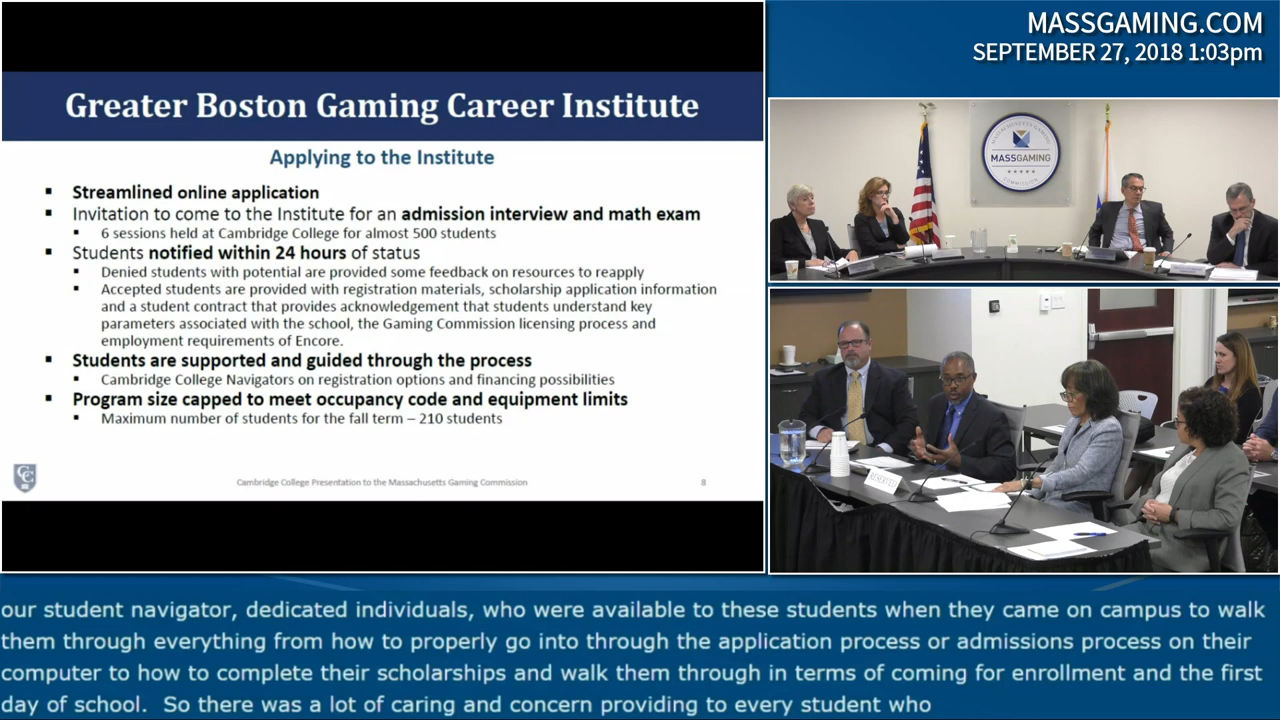 MASSGAMING.COM
SEPTEMBER 27, 2018 1:03pm
Greater Boston Gaming Career Institute
Applying to the Institute
▪ Streamlined online application
▪ Invitation to come to the Institute for an admission interview and math exam
▪ 6 sessions held at Cambridge College for almost 500 students
▪ Students notified within 24 hours of status
▪ Denied students with potential are provided some feedback on resources to reapply
▪ Accepted students are provided with registration materials, scholarship application information
and a student contract that provides acknowledgement that students understand key
parameters associated with the school, the Gaming Commission licensing process and
employment requirements of Encore.
▪ Students are supported and guided through the process
▪ Cambridge College Navigators on registration options and financing possibilities
▪ Program size capped to meet occupancy code and equipment limits
▪ Maximum number of students for the fall term – 210 students
Cambridge College Presentation to the Massachusetts Gaming Commission
8
MASSGAMING
RESERVED
our student navigator, dedicated individuals, who were available to these students when they came on campus to walk
them through everything from how to properly go into through the application process or admissions process on their
computer to how to complete their scholarships and walk them through in terms of coming for enrollment and the first
day of school.  So there was a lot of caring and concern providing to every student who